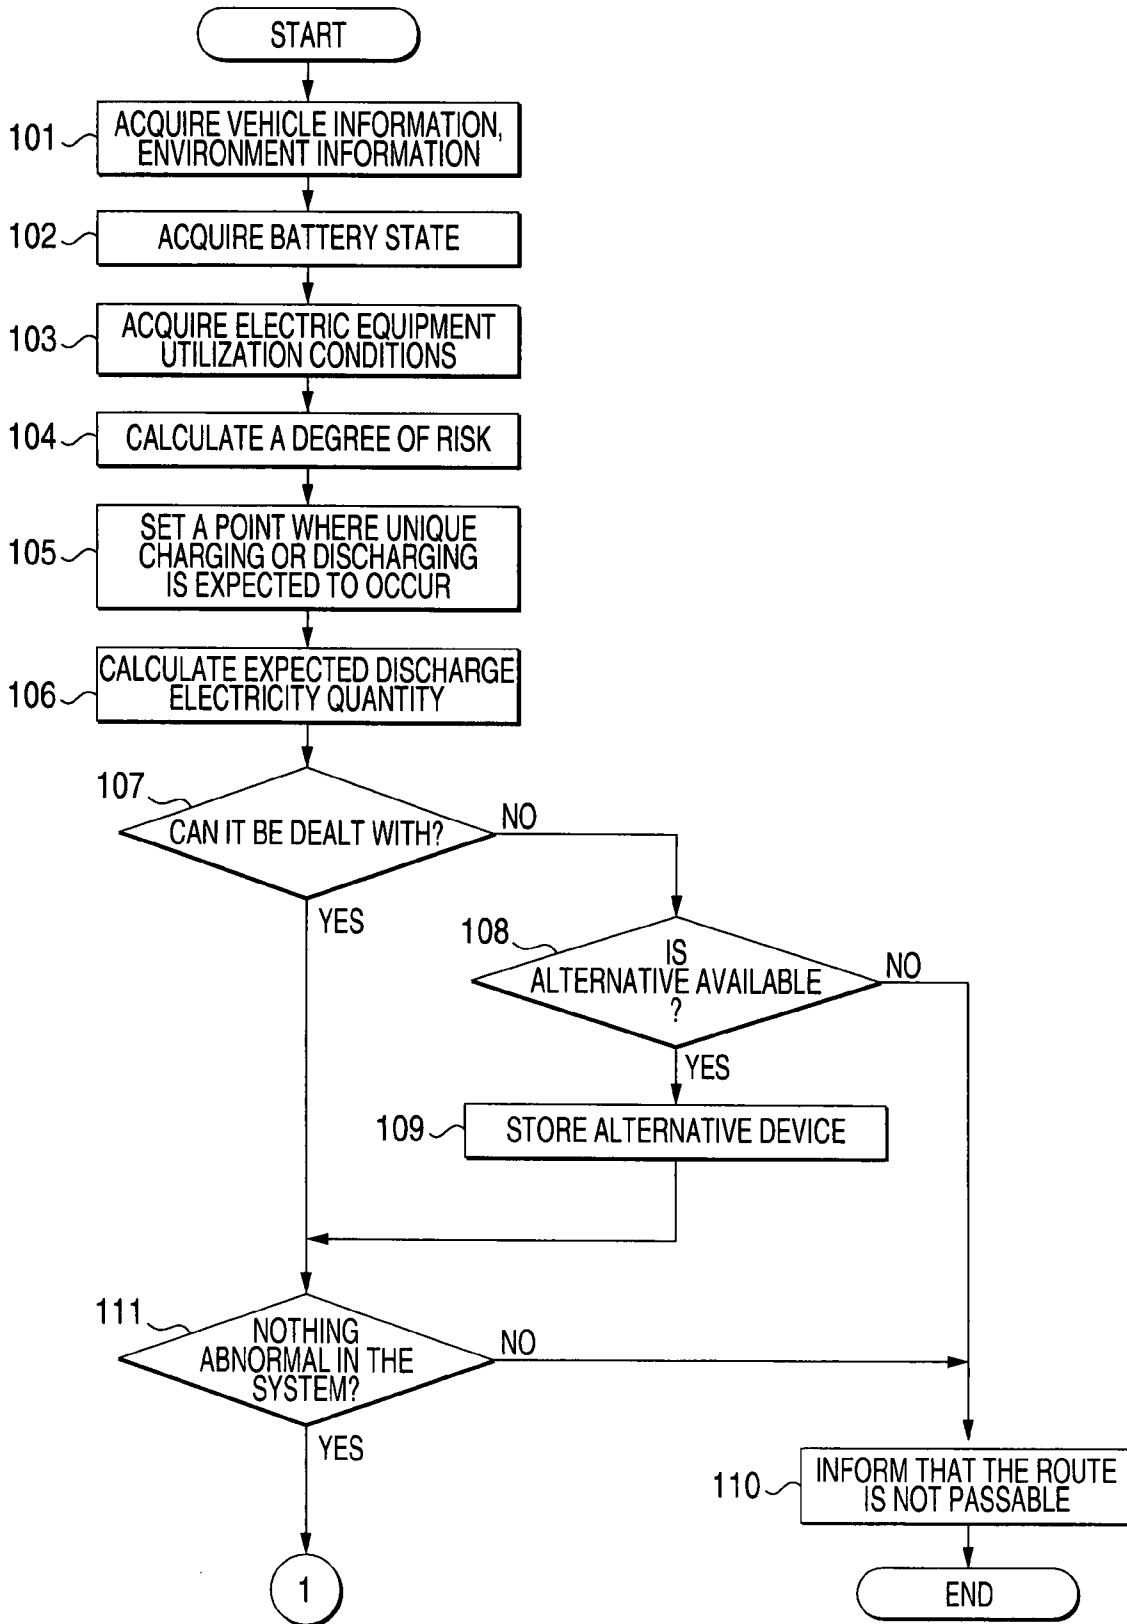 START
101
ACQUIRE VEHICLE INFORMATION,
ENVIRONMENT INFORMATION
102
ACQUIRE BATTERY STATE
103
ACQUIRE ELECTRIC EQUIPMENT
UTILIZATION CONDITIONS
104
CALCULATE A DEGREE OF RISK
105
SET A POINT WHERE UNIQUE
CHARGING OR DISCHARGING
IS EXPECTED TO OCCUR
106
CALCULATE EXPECTED DISCHARGE
ELECTRICITY QUANTITY
107
CAN IT BE DEALT WITH?
NO
YES
108
IS
ALTERNATIVE AVAILABLE
?
NO
YES
109
STORE ALTERNATIVE DEVICE
111
NOTHING
ABNORMAL IN THE
SYSTEM?
NO
YES
110
INFORM THAT THE ROUTE
IS NOT PASSABLE
1
END